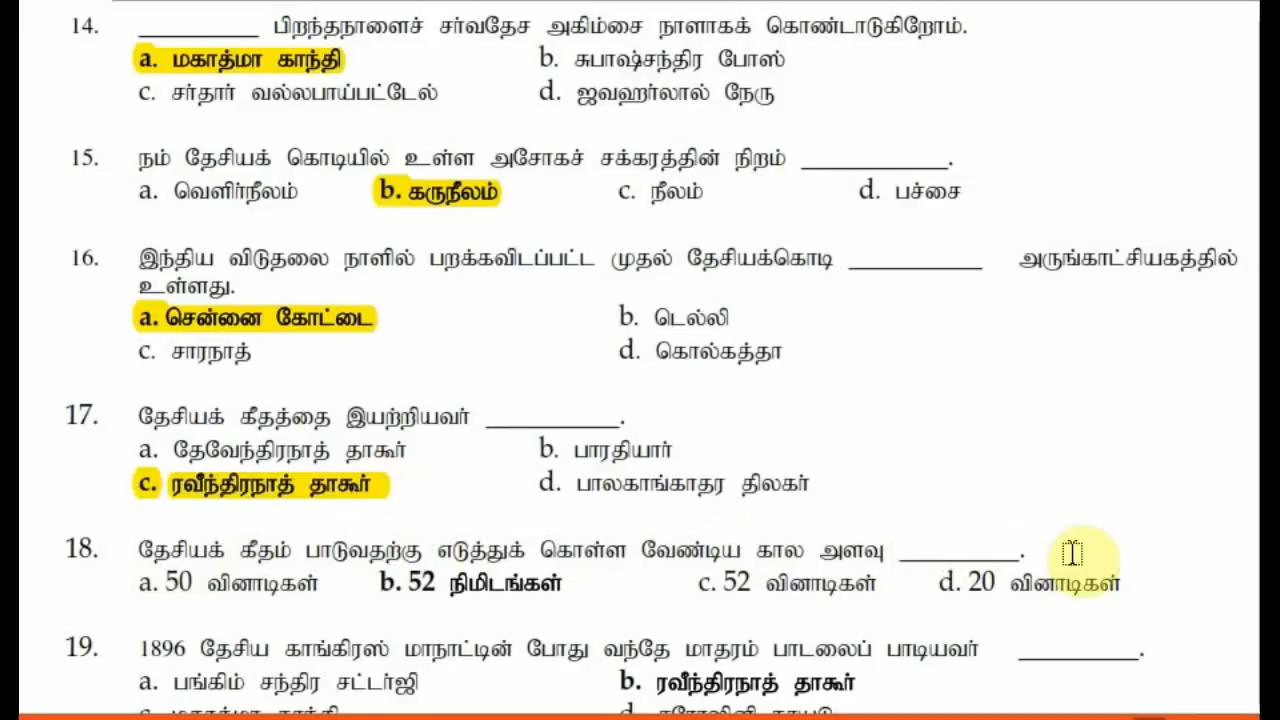 14. __________ பிறந்தநாளைச் சர்வதேச அகிம்சை நாளாகக் கொண்டாடுகிறோம்.
a. மகாத்மா காந்தி b. சுபாஷ்சந்திர போஸ்
c. சர்தார் வல்லபாய்பட்டேல் d. ஜவஹர்லால் நேரு
15. நம் தேசியக் கொடியில் உள்ள அசோகச் சக்கரத்தின் நிறம் ____________.
a. வெளிர்நீலம் b. கருநீலம் c. நீலம் d. பச்சை
16. இந்திய விடுதலை நாளில் பறக்கவிடப்பட்ட முதல் தேசியக்கொடி ___________ அருங்காட்சியகத்தில்
உள்ளது.
a. சென்னை கோட்டை b. டெல்லி
c. சாரநாத் d. கொல்கத்தா
17. தேசியக் கீதத்தை இயற்றியவர் ___________.
a. தேவேந்திரநாத் தாகூர் b. பாரதியார்
c. ரவீந்திரநாத் தாகூர் d. பாலகாங்காதர திலகர்
18. தேசியக் கீதம் பாடுவதற்கு எடுத்துக் கொள்ள வேண்டிய கால அளவு __________.
a. 50 வினாடிகள் b. 52 நிமிடங்கள் c. 52 வினாடிகள் d. 20 வினாடிகள்
19. 1896 தேசிய காங்கிரஸ் மாநாட்டின் போது வந்தே மாதரம் பாடலைப் பாடியவர் __________.
a. பங்கிம் சந்திர சட்டர்ஜி b. ரவீந்திரநாத் தாகூர்